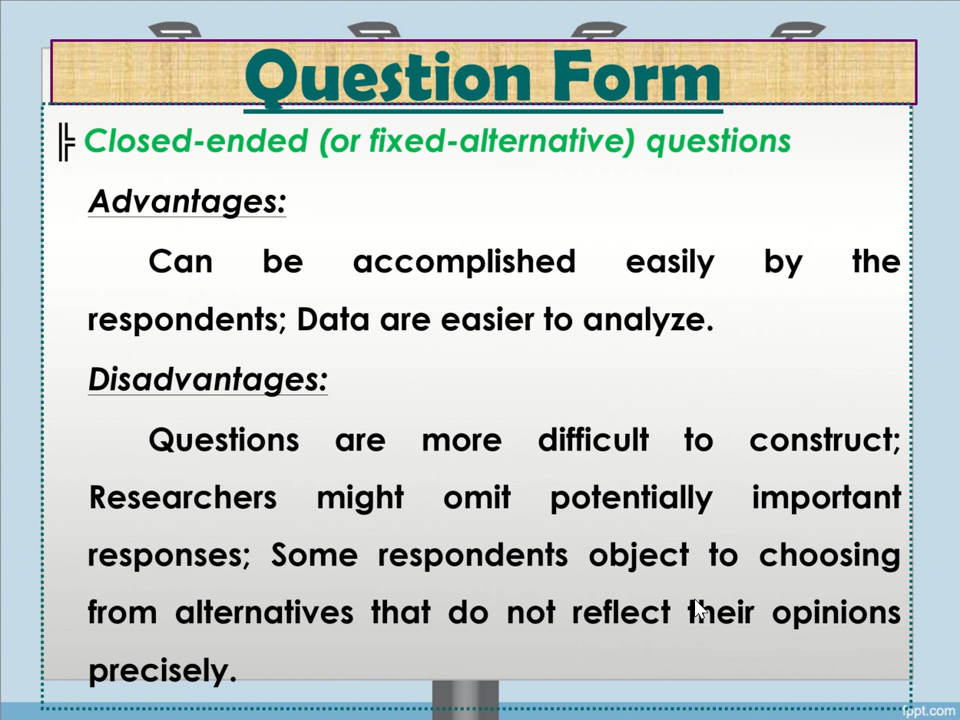 Question Form
Closed-ended (or fixed-alternative) questions
Advantages:
Can be accomplished easily by the
respondents; Data are easier to analyze.
Disadvantages:
Questions are more difficult to construct;
Researchers might omit potentially important
responses; Some respondents object to choosing
from alternatives that do not reflect their opinions
precisely.
fppt.com